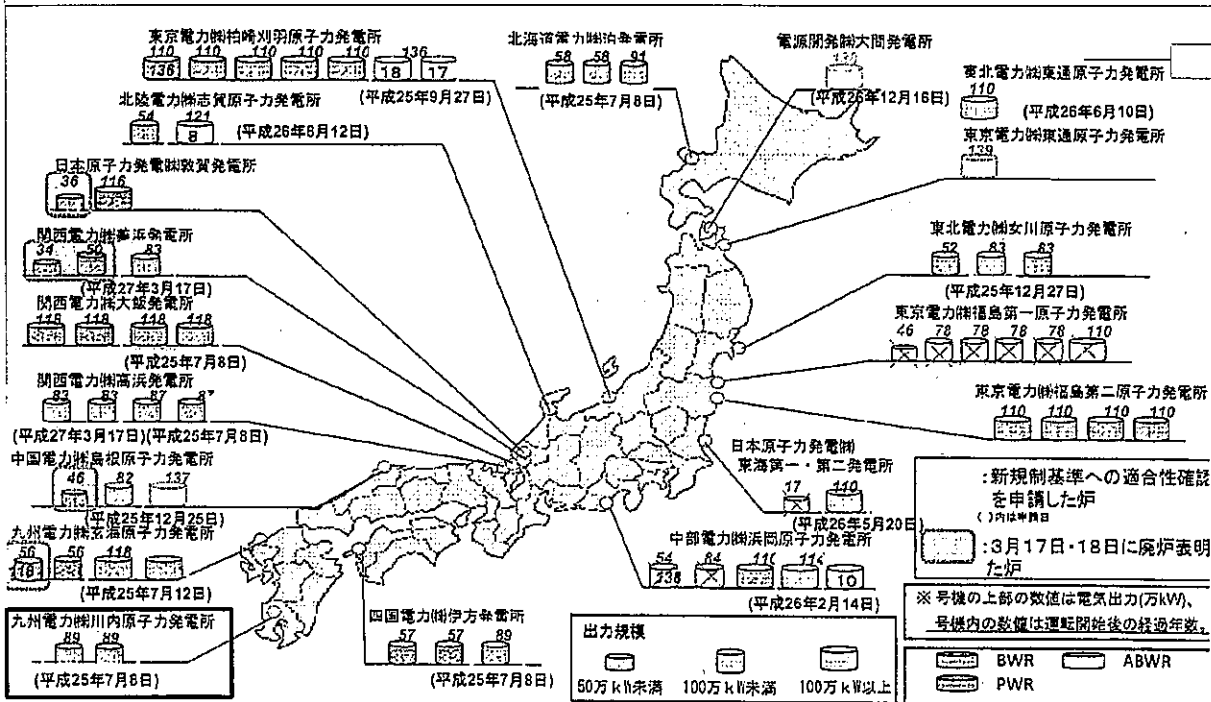 東京電力㈱柏崎刈羽原子力発電所
110 110 110 110 110 136
136 18 17
(平成25年9月27日)
北海道電力㈱泊発電所
58 58 91
(平成25年7月8日)
電源開発㈱大間発電所
(平成26年12月16日)
東北電力㈱東通原子力発電所
110
(平成26年6月10日)
東京電力㈱東通原子力発電所
139
北陸電力㈱志賀原子力発電所
54 121
8
(平成26年8月12日)
日本原子力発電㈱敦賀発電所
36 116
関西電力㈱美浜発電所
34 50 83
(平成27年3月17日)
関西電力㈱大飯発電所
118 118 118 118
(平成25年7月8日)
関西電力㈱高浜発電所
83 83 87
(平成27年3月17日)(平成25年7月8日)
中国電力㈱島根原子力発電所
46 82 137
(平成25年12月25日)
九州電力㈱玄海原子力発電所
56 56 118
118
(平成25年7月12日)
九州電力㈱川内原子力発電所
89 89
(平成25年7月8日)
四国電力㈱伊方発電所
57 57 89
(平成25年7月8日)
東北電力㈱女川原子力発電所
52 83 83
(平成25年12月27日)
東京電力㈱福島第一原子力発電所
46 78 78 78 78 110
東京電力㈱福島第二原子力発電所
110 110 110 110
日本原子力発電㈱
東海第一・第二発電所
17 110
(平成26年5月20日)
中部電力㈱浜岡原子力発電所
54 84 110 114
138 10
(平成26年2月14日)
出力規模
50万kW未満 100万kW未満 100万kW以上
:新規制基準への適合性確認
を申請した炉
( )内は申請日
:3月17日・18日に廃炉表明
た炉
※ 号機の上部の数値は電気出力(万kW)、
号機内の数値は運転開始後の経過年数。
BWR ABWR
PWR